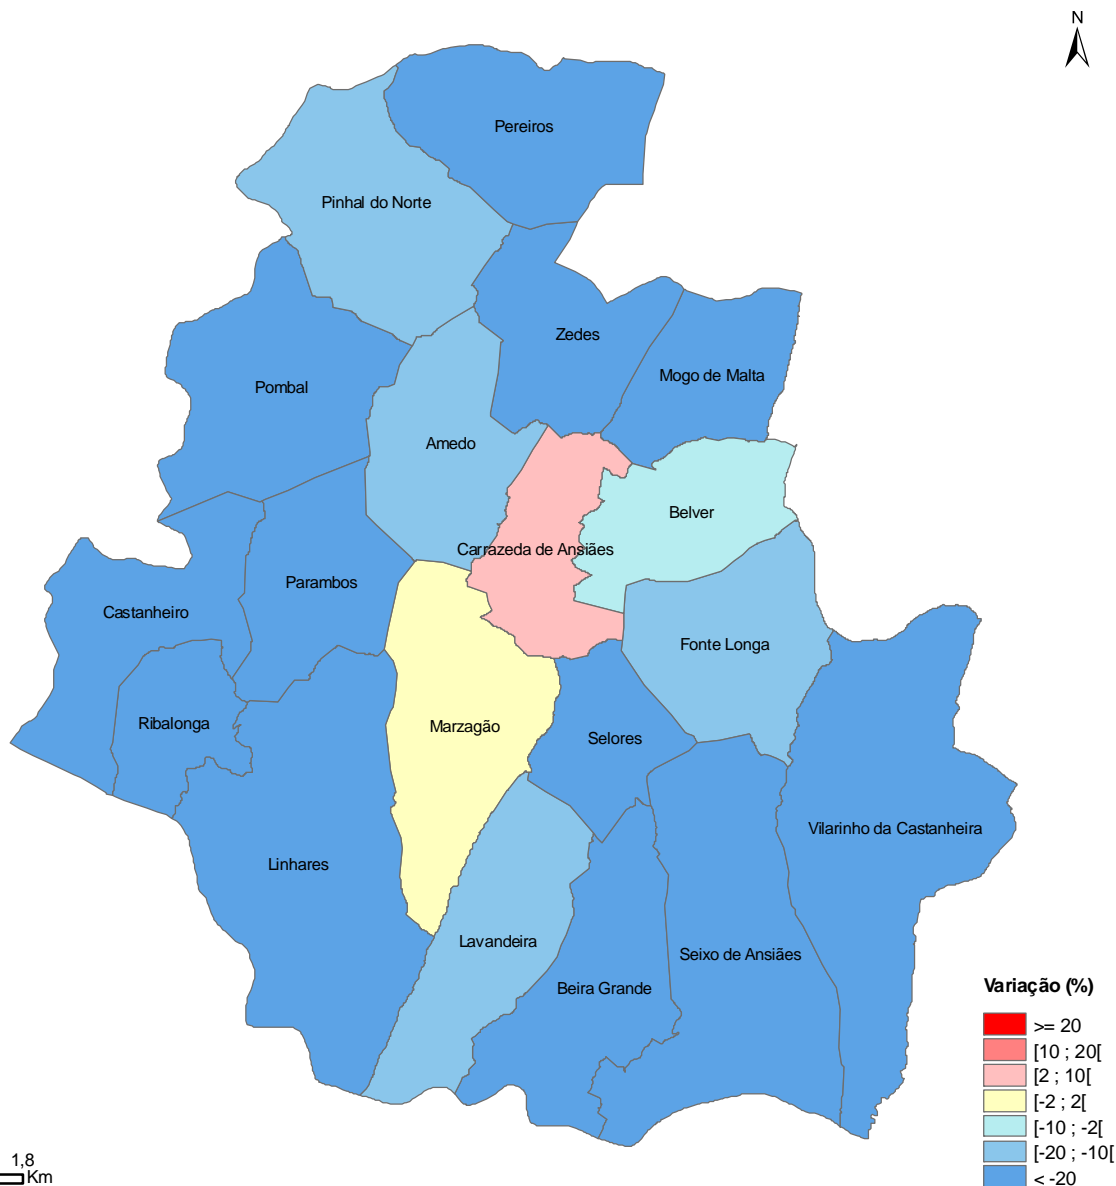 N
Pereiros
Pinhal do Norte
Zedes
Mogo de Malta
Pombal
Amedo
Belver
Carrazeda de Ansiães
Parambos
Castanheiro
Fonte Longa
Ribalonga
Marzagão
Selores
Vilarinho da Castanheira
Linhares
Lavandeira
Seixo de Ansiães
Beira Grande
Variação (%)
>= 20
[10 ; 20[
[2 ; 10[
[-2 ; 2[
[-10 ; -2[
[-20 ; -10[
< -20
1,8
Km